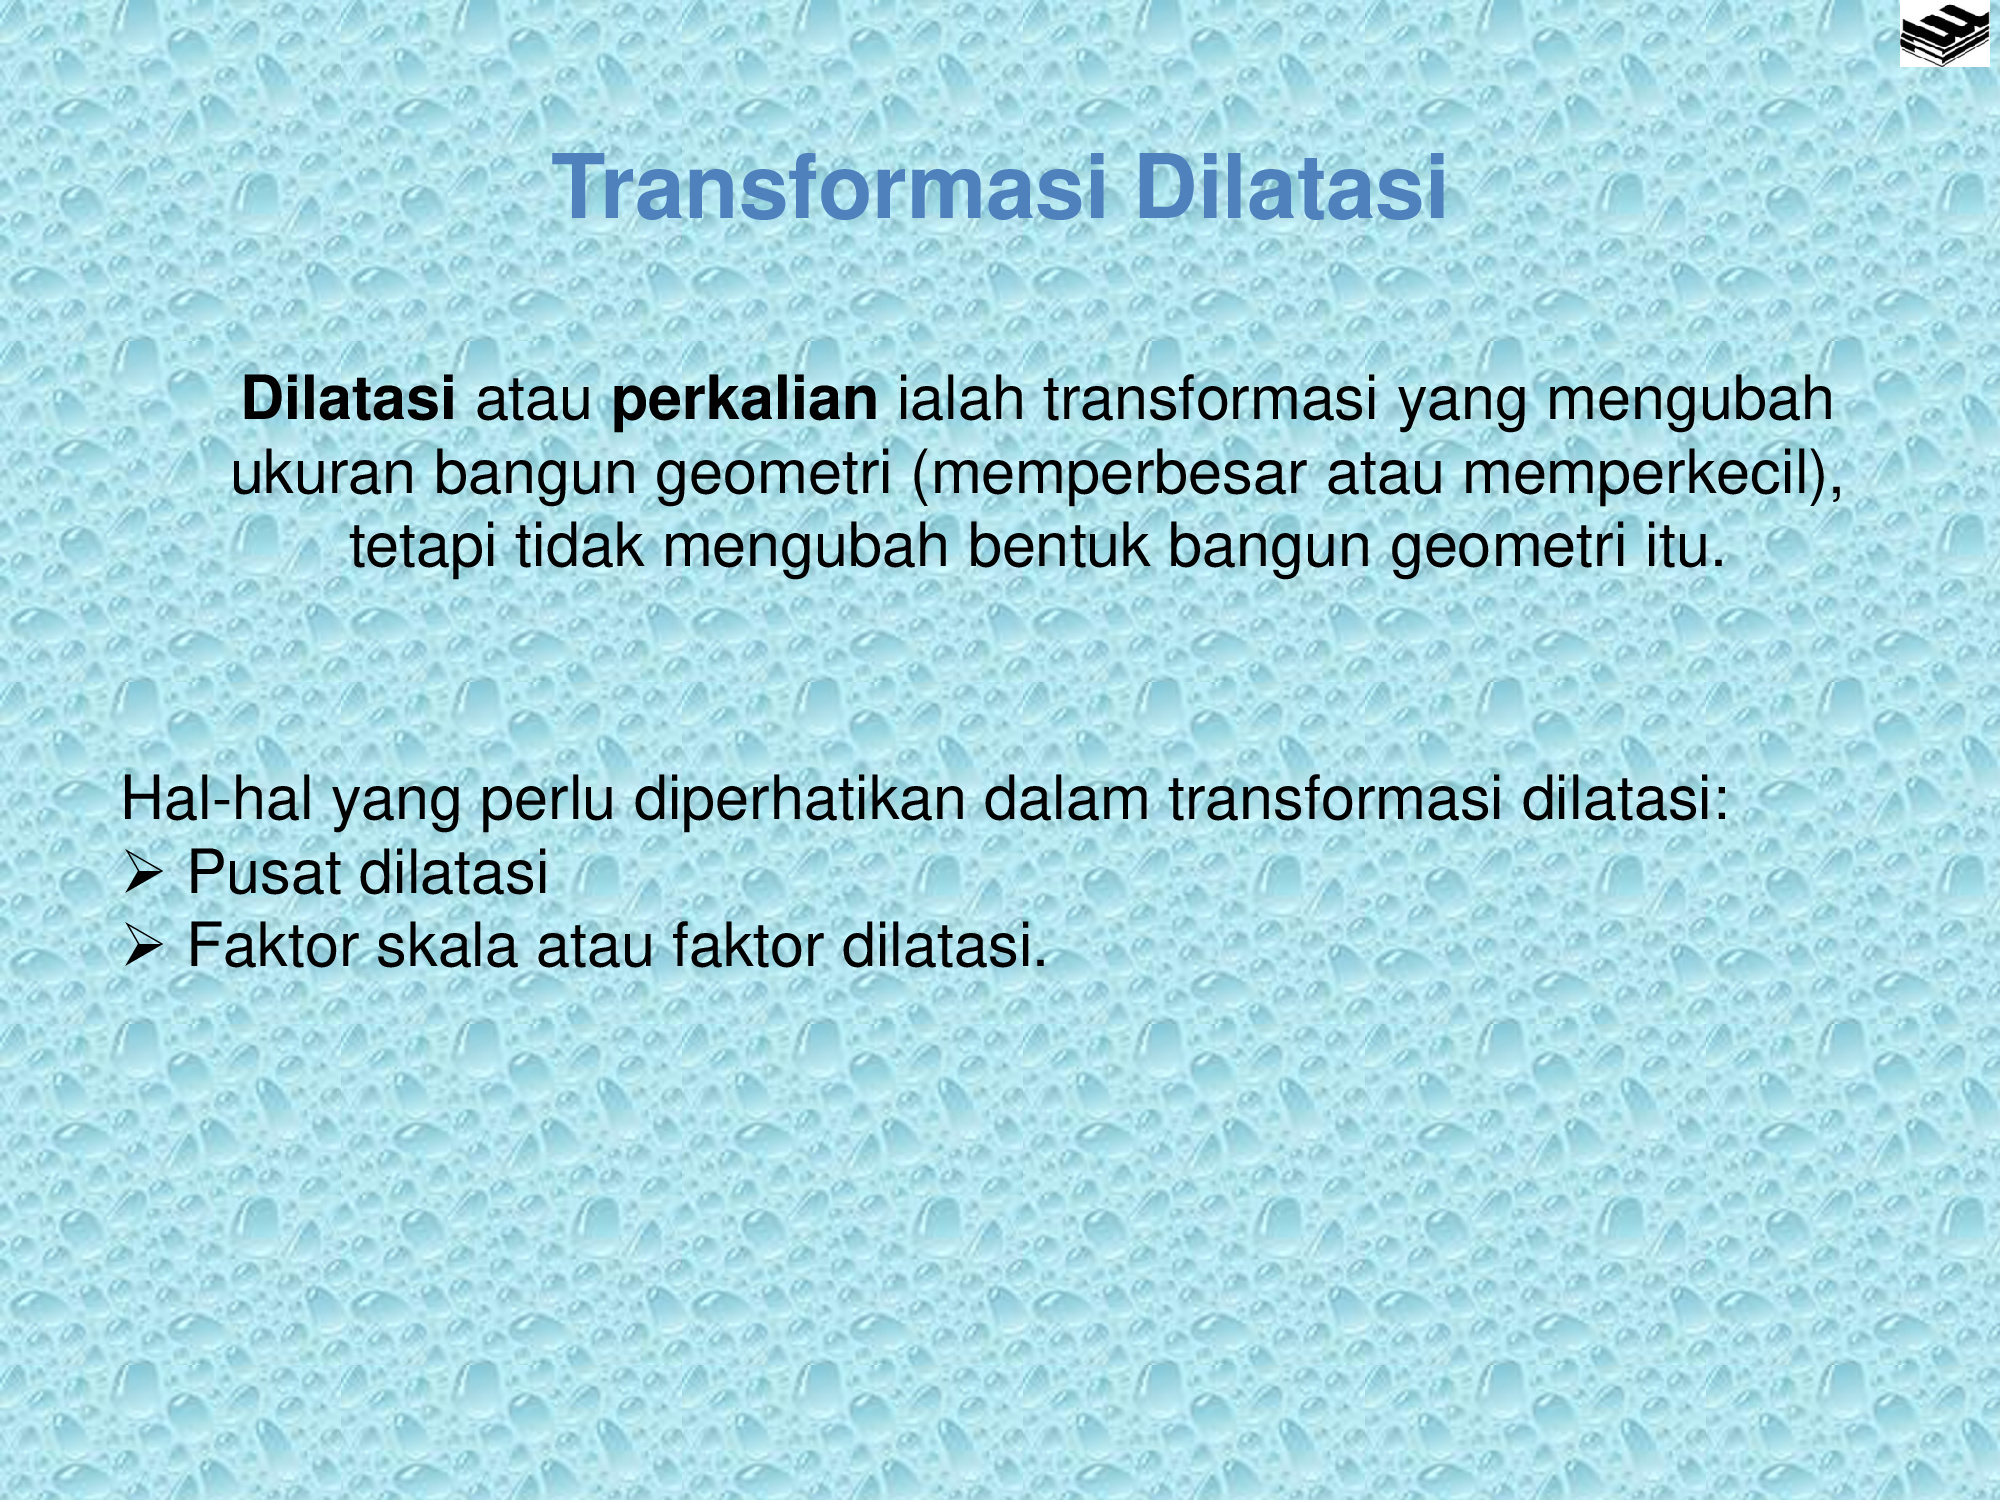 Transformasi Dilatasi
Dilatasi atau perkalian ialah transformasi yang mengubah
ukuran bangun geometri (memperbesar atau memperkecil),
tetapi tidak mengubah bentuk bangun geometri itu.
Hal-hal yang perlu diperhatikan dalam transformasi dilatasi:
➢ Pusat dilatasi
➢ Faktor skala atau faktor dilatasi.